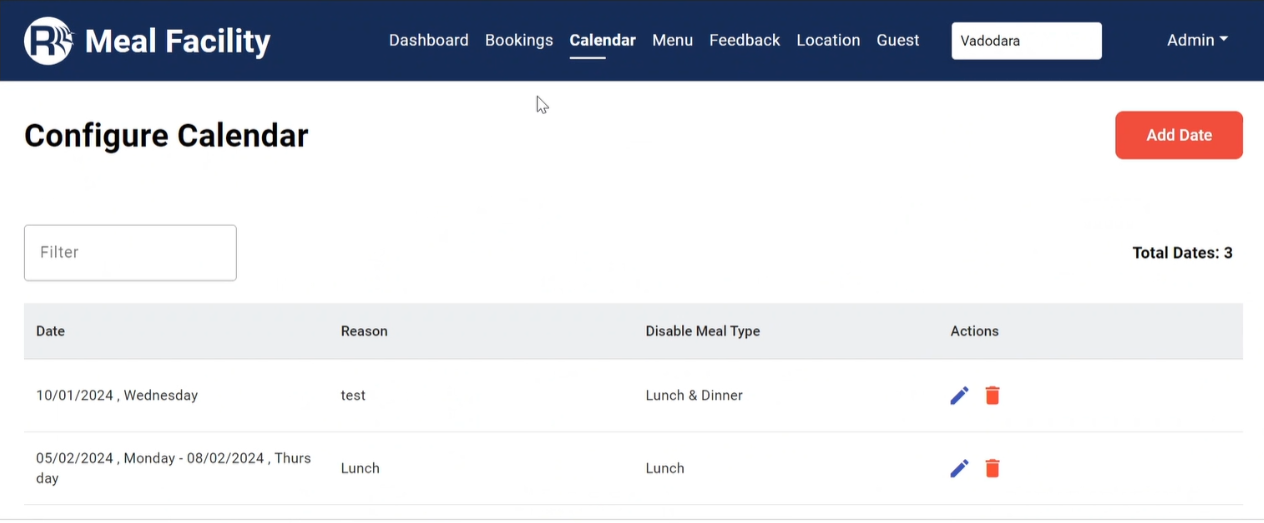 R Meal Facility Dashboard Bookings Calendar Menu Feedback Location Guest Vadodara Admin
Configure Calendar Add Date
Filter Total Dates: 3
Date Reason Disable Meal Type Actions
10/01/2024 , Wednesday test Lunch & Dinner
05/02/2024 , Monday - 08/02/2024 , Thurs
day Lunch Lunch